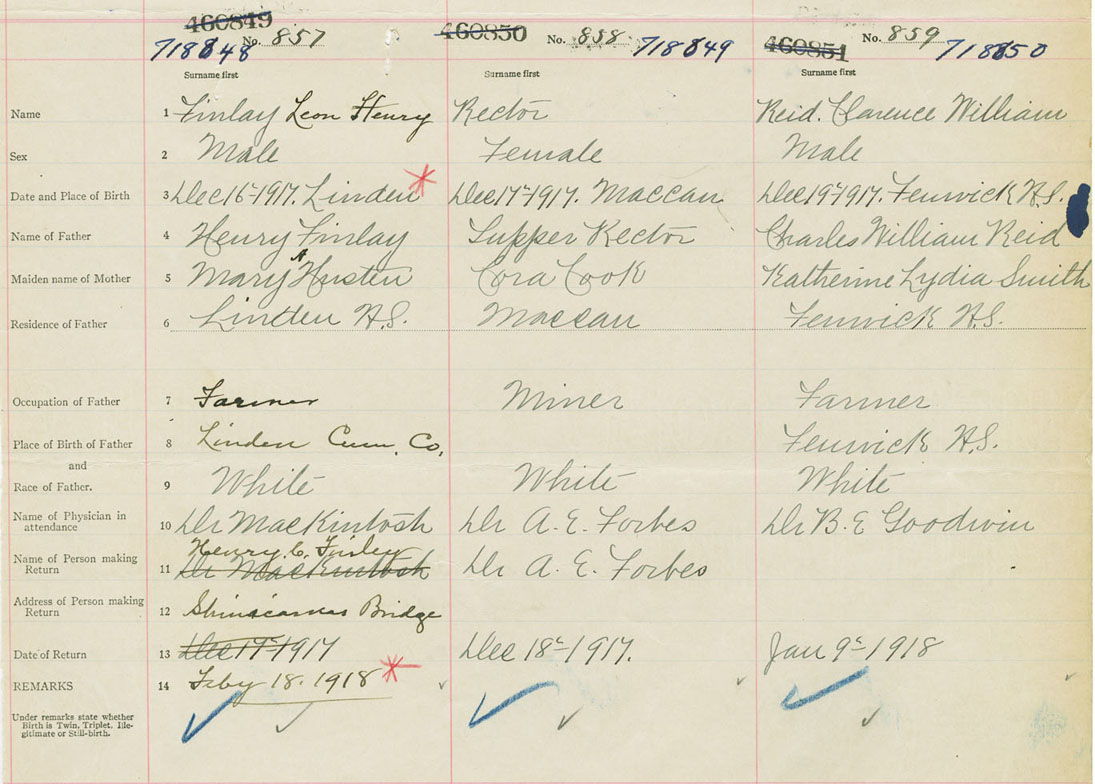 460849 460850 460851
No. 857 No. 858 No. 859
718848 718849 718850
Surname first Surname first Surname first
Name 1 Finlay Leon Henry Rector Reid. Clarence William
Sex 2 Male Female Male
Date and Place of Birth 3 Dec 16-1917. Linden * Dec 17-1917. Maccan Dec 19-1917. Fenwick N.S.
Name of Father 4 Henry Finlay Supper Rector Charles William Reid
Maiden name of Mother 5 Mary A Cora Cook Katherine Lydia Smith
Residence of Father 6 Linden N.S. Maccan Fenwick N.S.
Occupation of Father 7 Farmer Miner Farmer
Place of Birth of Father 8 Linden Cum. Co. Fenwick N.S.
and
Race of Father. 9 White White White
Name of Physician in
attendance 10 Dr MacKintosh Dr A. E. Forbes Dr B. E Goodwin
Henry C. Finley
Name of Person making
Return 11 Dr MacKintosh Dr A. E. Forbes
Address of Person making
Return 12 Bridge
Date of Return 13 Dec 17-1917 Dec 18-1917. Jan 9-1918
REMARKS 14 Feby 18. 1918 *
Under remarks state whether
Birth is Twin, Triplet, Ille-
gitimate or Still-birth.